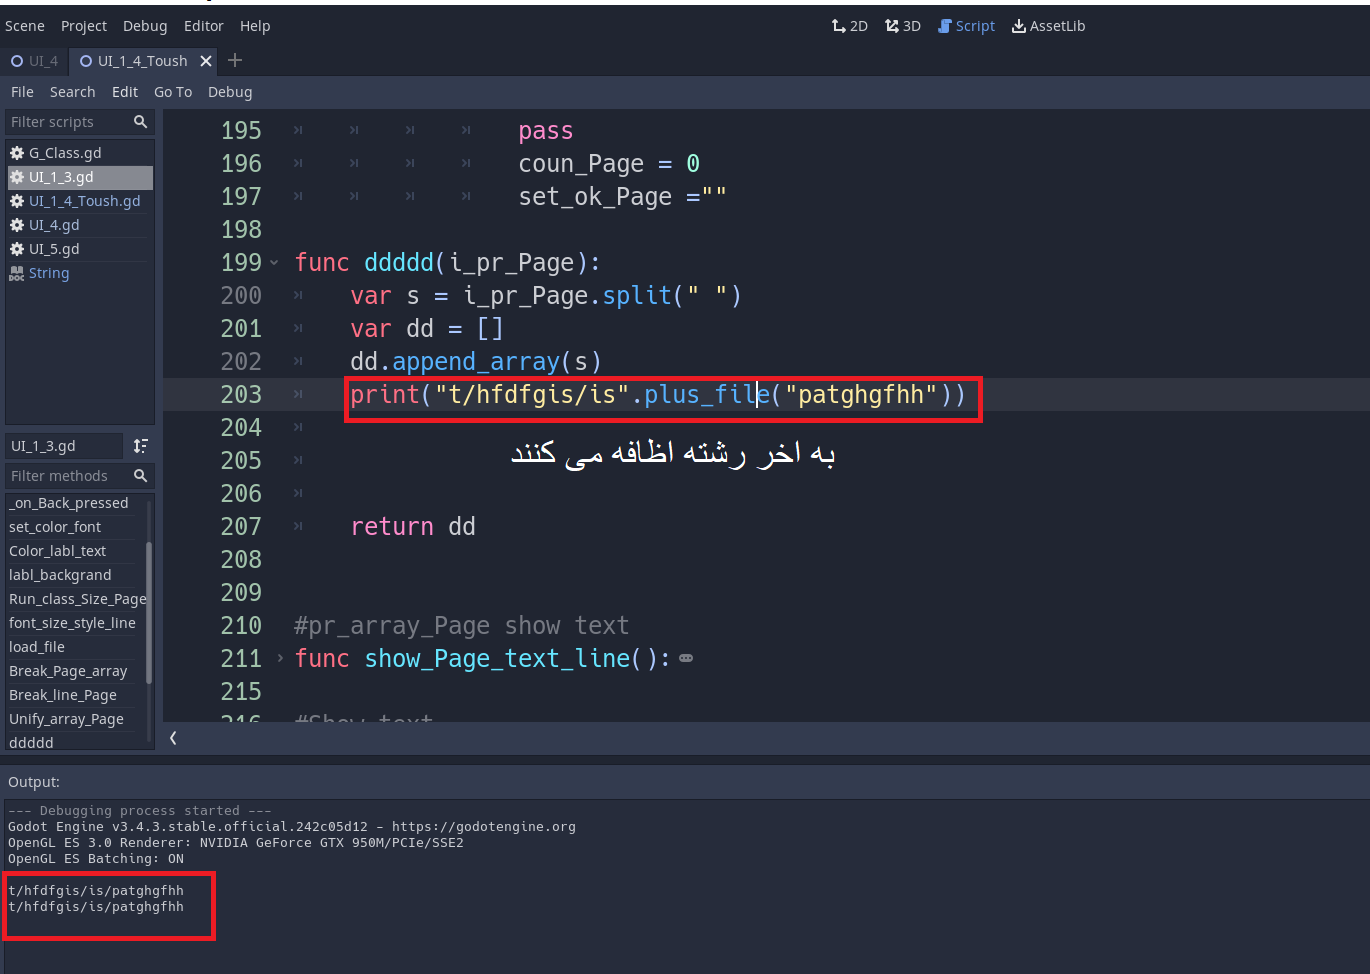 Scene Project Debug Editor Help 2D 3D Script AssetLib
UI_4 UI_1_4_Toush
File Search Edit Go To Debug
Filter scripts
G_Class.gd
UI_1_3.gd
UI_1_4_Toush.gd
UI_4.gd
UI_5.gd
String
UI_1_3.gd
Filter methods
_on_Back_pressed
set_color_font
Color_labl_text
labl_backgrand
Run_class_Size_Page
font_size_style_line
load_file
Break_Page_array
Break_line_Page
Unify_array_Page
ddddd
195 pass
196 coun_Page = 0
197 set_ok_Page =""
198
199 func ddddd(i_pr_Page):
200 var s = i_pr_Page.split(" ")
201 var dd = []
202 dd.append_array(s)
203 print("t/hfdfgis/is".plus_file("patghgfhh"))
204
به اخر رشته اظافه می کنند
205
206
207 return dd
208
209
210 #pr_array_Page show text
211 func show_Page_text_line():
215
216 #Show text
Output:
--- Debugging process started ---
Godot Engine v3.4.3.stable.official.242c05d12 - https://godotengine.org
OpenGL ES 3.0 Renderer: NVIDIA GeForce GTX 950M/PCIe/SSE2
OpenGL ES Batching: ON
t/hfdfgis/is/patghgfhh
t/hfdfgis/is/patghgfhh